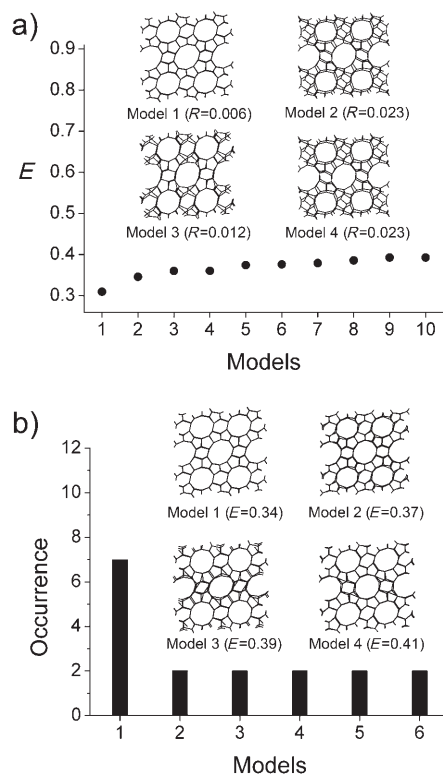 a)
0.9
0.8
0.7
0.6
0.5
0.4
0.3
E
Model 1 (R=0.006)
Model 2 (R=0.023)
Model 3 (R=0.012)
Model 4 (R=0.023)
1 2 3 4 5 6 7 8 9 10
Models
b)
12
10
8
6
4
2
0
Occurrence
Model 1 (E=0.34)
Model 2 (E=0.37)
Model 3 (E=0.39)
Model 4 (E=0.41)
1 2 3 4 5 6
Models